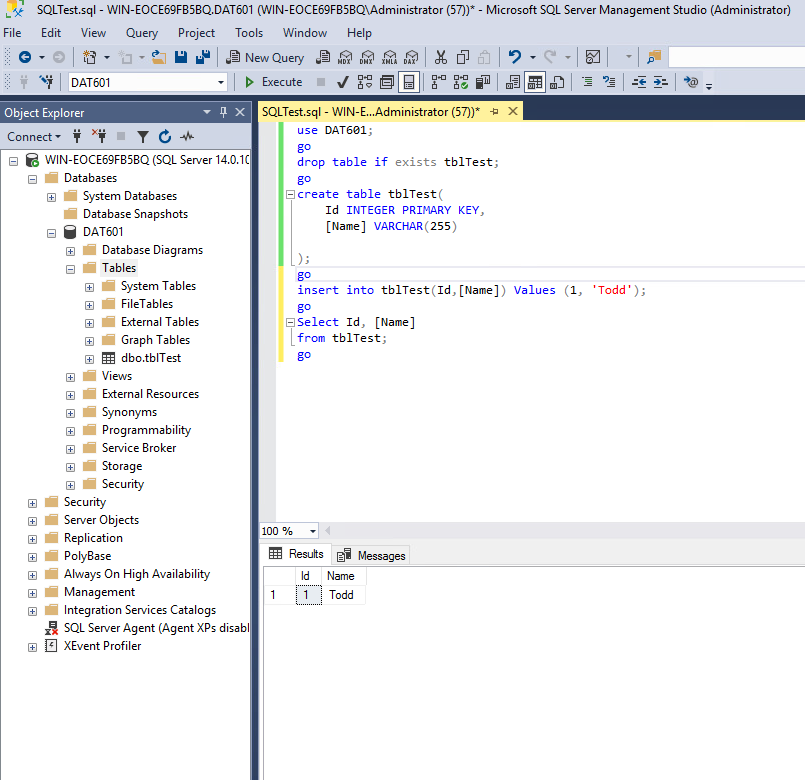 SQLTest.sql - WIN-EOCE69FB5BQ.DAT601 (WIN-EOCE69FB5BQ\Administrator (57))* - Microsoft SQL Server Management Studio (Administrator)
File Edit View Query Project Tools Window Help
New Query MDX DMX XMLA DAX
DAT601 Execute
Object Explorer
SQLTest.sql - WIN-E...Administrator (57))*
Connect
WIN-EOCE69FB5BQ (SQL Server 14.0.10
Databases
System Databases
Database Snapshots
DAT601
Database Diagrams
Tables
System Tables
FileTables
External Tables
Graph Tables
dbo.tblTest
Views
External Resources
Synonyms
Programmability
Service Broker
Storage
Security
Security
Server Objects
Replication
PolyBase
Always On High Availability
Management
Integration Services Catalogs
SQL Server Agent (Agent XPs disabl
XEvent Profiler
use DAT601;
go
drop table if exists tblTest;
go
create table tblTest(
Id INTEGER PRIMARY KEY,
[Name] VARCHAR(255)
);
go
insert into tblTest(Id,[Name]) Values (1, 'Todd');
go
Select Id, [Name]
from tblTest;
go
100 %
Results Messages
Id Name
1 1 Todd